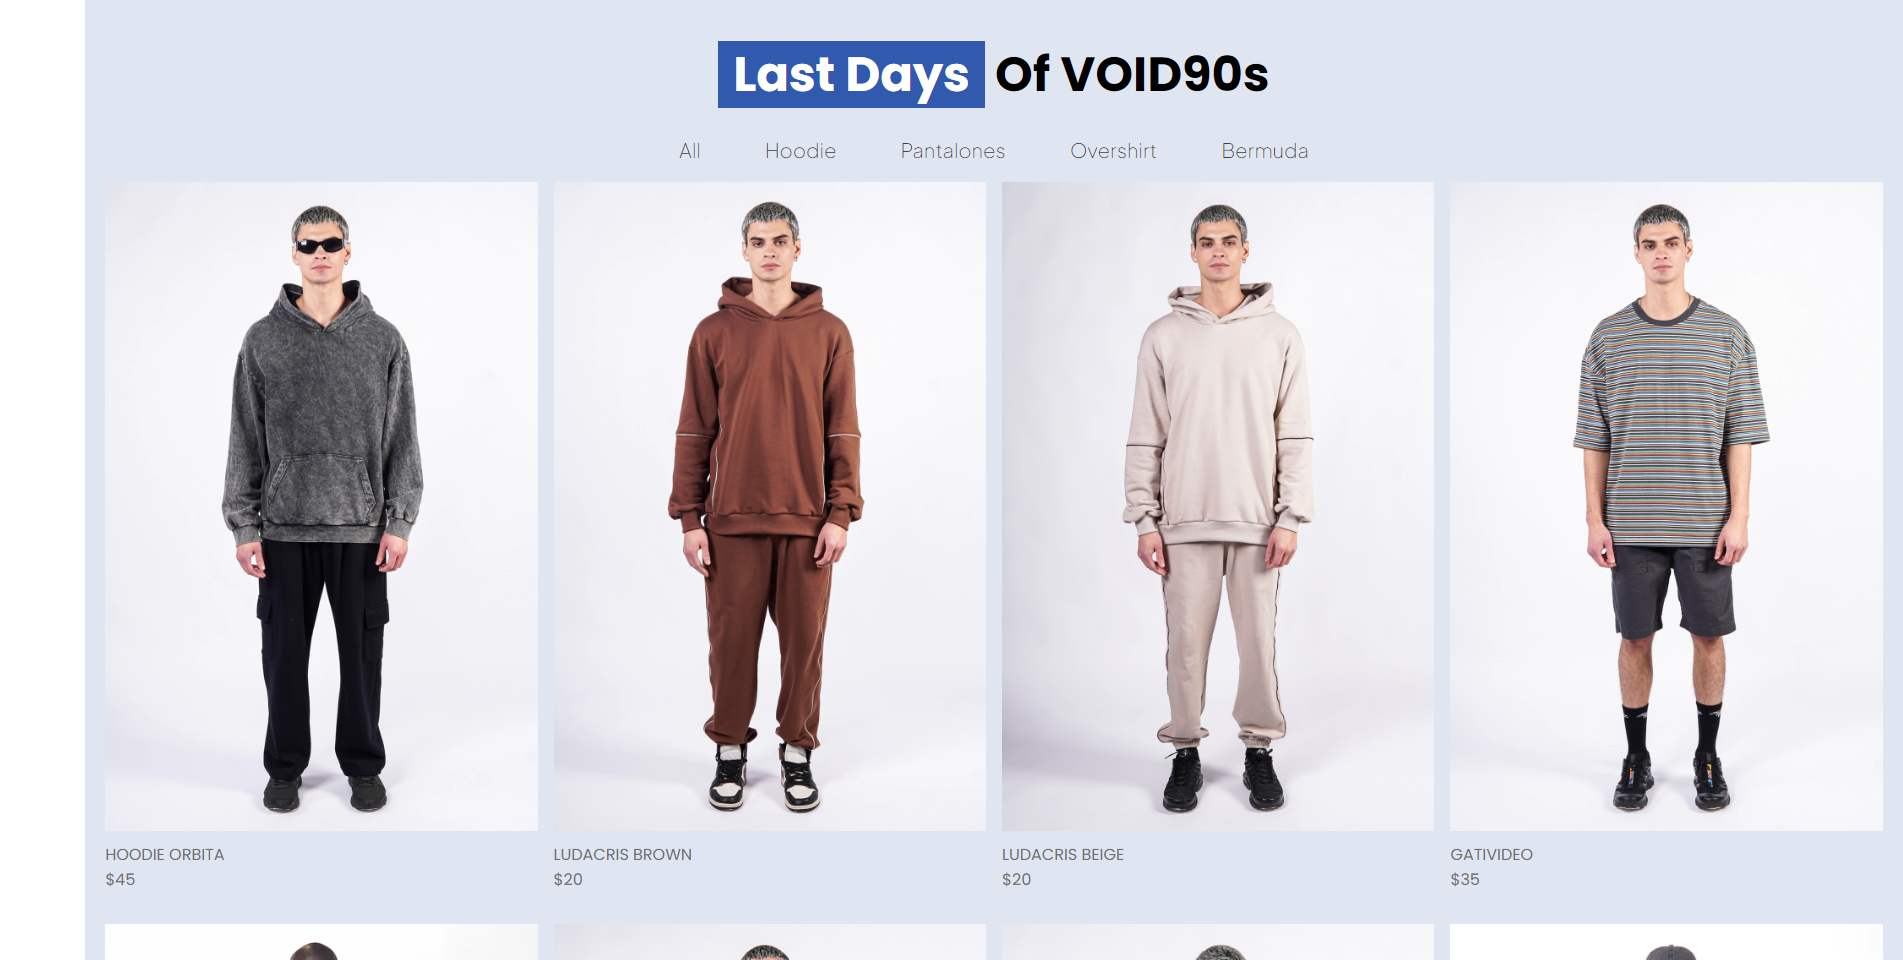 Last Days Of VOID90s
All Hoodie Pantalones Overshirt Bermuda
HOODIE ORBITA
$45
LUDACRIS BROWN
$20
LUDACRIS BEIGE
$20
GATIVIDEO
$35